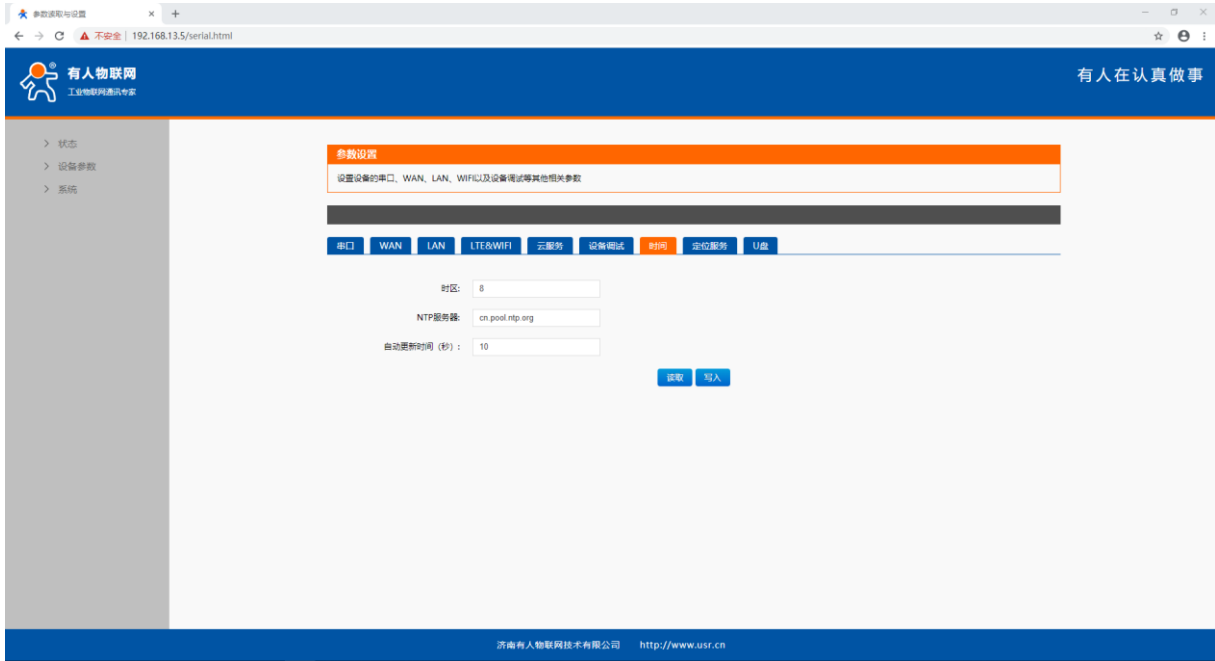 参数读取与设置
不安全 | 192.168.13.5/serial.html
有人物联网
工业物联网通讯专家
有人在认真做事
状态
设备参数
系统
参数设置
设置设备的串口、WAN、LAN、WIFI以及设备调试等其他相关参数
串口 WAN LAN LTE&WIFI 云服务 设备调试 时间 定位服务 U盘
时区: 8
NTP服务器: cn.pool.ntp.org
自动更新时间（秒）: 10
读取 写入
济南有人物联网技术有限公司 http://www.usr.cn